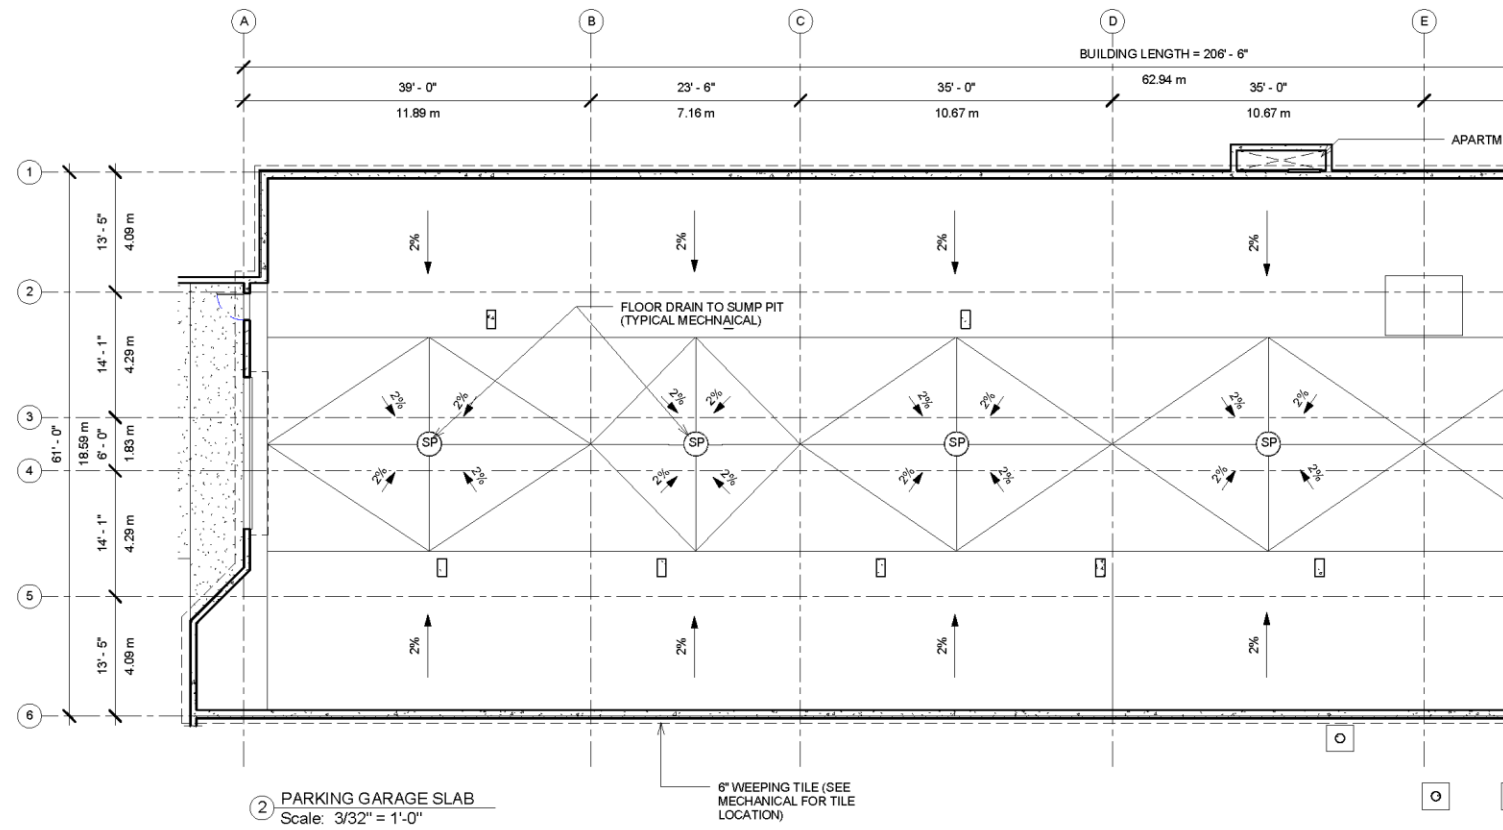 A
B
C
D
E
BUILDING LENGTH = 206' - 6"
62.94 m
39' - 0"
23' - 6"
35' - 0"
35' - 0"
11.89 m
7.16 m
10.67 m
10.67 m
APARTM
1
2
3
4
5
6
61' - 0"
18.59 m
13' - 5"
4.09 m
14' - 1"
4.29 m
6' - 0"
1.83 m
14' - 1"
4.29 m
13' - 5"
4.09 m
2%
2%
2%
2%
FLOOR DRAIN TO SUMP PIT
(TYPICAL MECHNAICAL)
2%
2%
2%
2%
2%
2%
2%
2%
SP
SP
SP
SP
2%
2%
2%
2%
2%
2%
2%
2%
2%
2%
2%
2%
6" WEEPING TILE (SEE
MECHANICAL FOR TILE
LOCATION)
2
PARKING GARAGE SLAB
Scale: 3/32" = 1'-0"